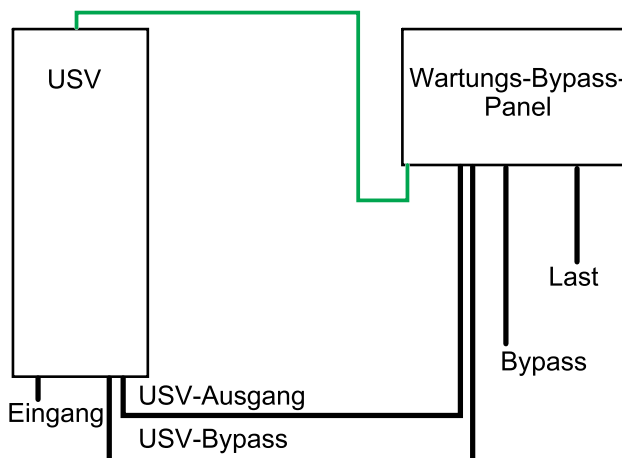 USV
Wartungs-Bypass-
Panel
Last
Bypass
Eingang
USV-Ausgang
USV-Bypass